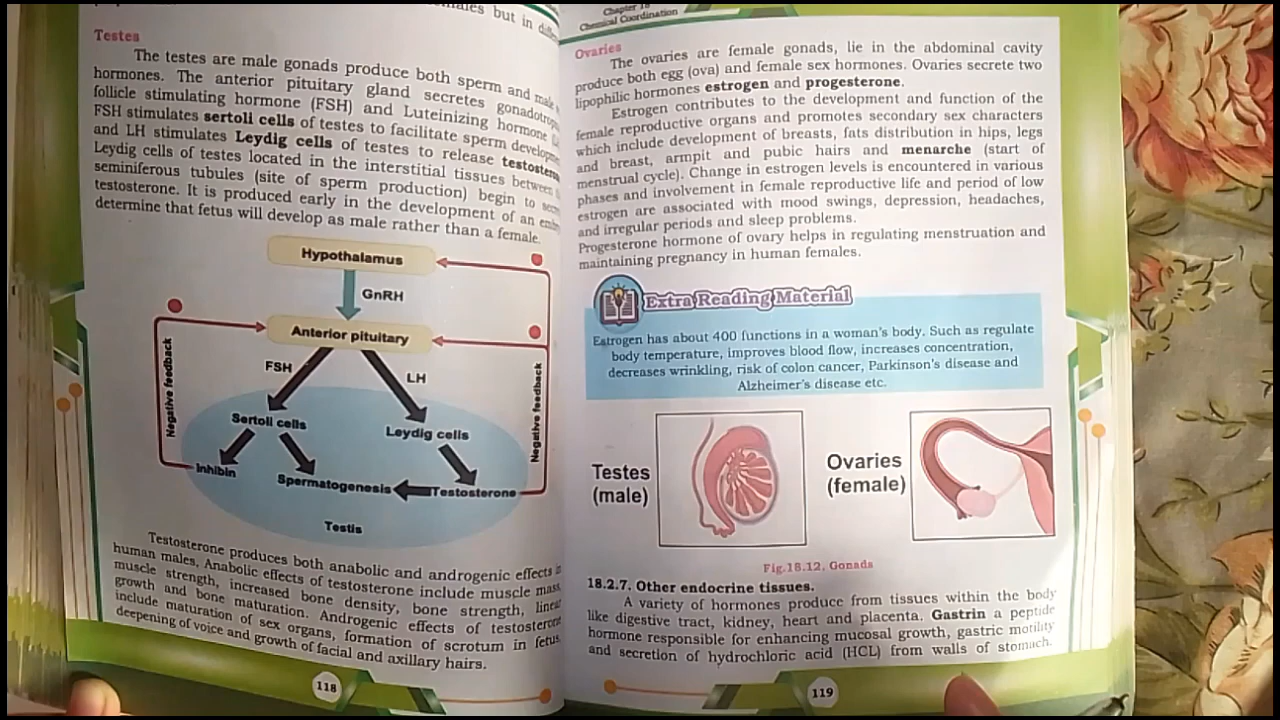 males but in
Testes
The testes are male gonads produce both sperm and male
hormones. The anterior pituitary gland secretes gonadotrop
follicle stimulating hormone (FSH) and Luteinizing hormone
FSH stimulates sertoli cells of testes to facilitate sperm develop
and LH stimulates Leydig cells of testes to release testoster
Leydig cells of testes located in the interstitial tissues between
seminiferous tubules (site of sperm production) begin to
testosterone. It is produced early in the development of an
determine that fetus will develop as male rather than a female.
Hypothalamus
GnRH
Anterior pituitary
FSH
LH
Negative feedback
Negative feedback
Sertoli cells
Leydig cells
Inhibin
Spermatogenesis
Testosterone
Testis
Testosterone produces both anabolic and androgenic effects
human males, Anabolic effects of testosterone include muscle mass,
muscle strength, increased bone density, bone strength, linear
growth and bone maturation. Androgenic effects of testosterone
include maturation of sex organs, formation of scrotum in fetus,
deepening of voice and growth of facial and axillary hairs.
118
Chapter 18
Chemical Coordination
Ovaries
The ovaries are female gonads, lie in the abdominal cavity
produce both egg (ova) and female sex hormones. Ovaries secrete two
lipophilic hormones estrogen and progesterone.
Estrogen contributes to the development and function of the
female reproductive organs and promotes secondary sex characters
which include development of breasts, fats distribution in hips, legs
and breast, armpit and pubic hairs and menarche (start of
menstrual cycle). Change in estrogen levels is encountered in various
phases and involvement in female reproductive life and period of low
estrogen are associated with mood swings, depression, headaches,
and irregular periods and sleep problems.
Progesterone hormone of ovary helps in regulating menstruation and
maintaining pregnancy in human females.
Extra Reading Material
Estrogen has about 400 functions in a woman's body. Such as regulate
body temperature, improves blood flow, increases concentration,
decreases wrinkling, risk of colon cancer, Parkinson's disease and
Alzheimer's disease etc.
Testes
(male)
Ovaries
(female)
Fig.18.12. Gonads
18.2.7. Other endocrine tissues.
A variety of hormones produce from tissues within the body
like digestive tract, kidney, heart and placenta. Gastrin a peptide
hormone responsible for enhancing mucosal growth, gastric motility
and secretion of hydrochloric acid (HCL) from walls of stomach.
119